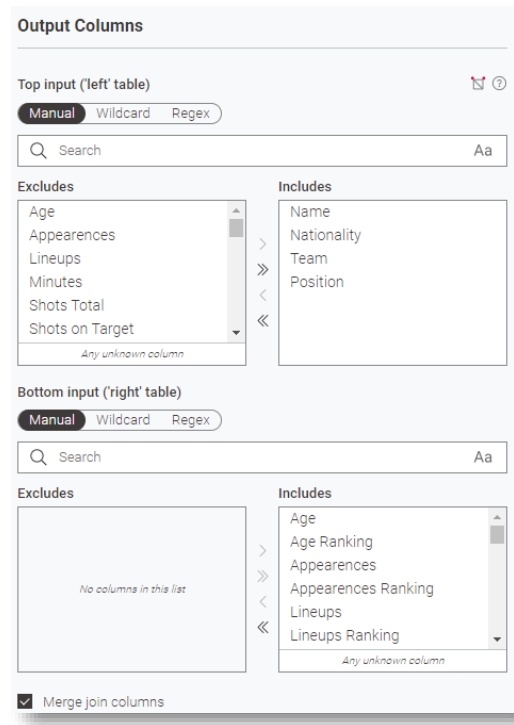 Output Columns
Top input ('left' table)
Manual Wildcard Regex
Search Aa
Excludes
Age
Appearences
Lineups
Minutes
Shots Total
Shots on Target
Any unknown column
Includes
Name
Nationality
Team
Position
Bottom input ('right' table)
Manual Wildcard Regex
Search Aa
Excludes
No columns in this list
Includes
Age
Age Ranking
Appearences
Appearences Ranking
Lineups
Lineups Ranking
Any unknown column
Merge join columns